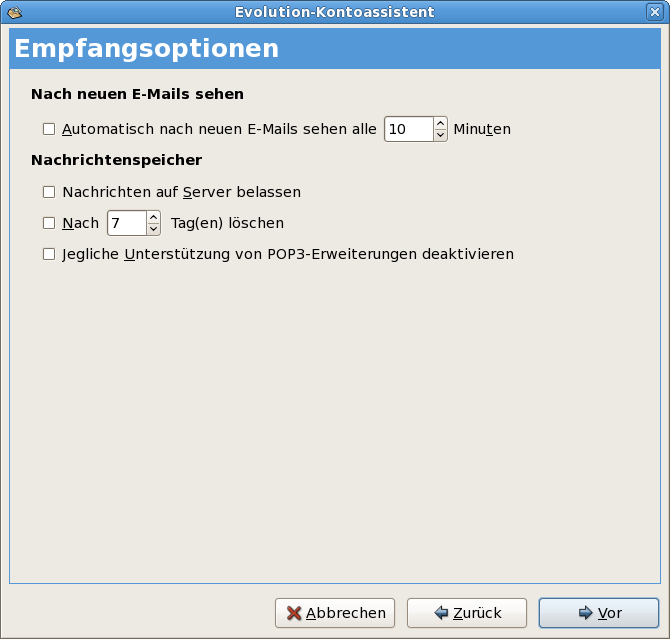 Evolution-Kontoassistent
Empfangsoptionen
Nach neuen E-Mails sehen
Automatisch nach neuen E-Mails sehen alle 10 Minuten
Nachrichtenspeicher
Nachrichten auf Server belassen
Nach 7 Tag(en) löschen
Jegliche Unterstützung von POP3-Erweiterungen deaktivieren
Abbrechen Zurück Vor